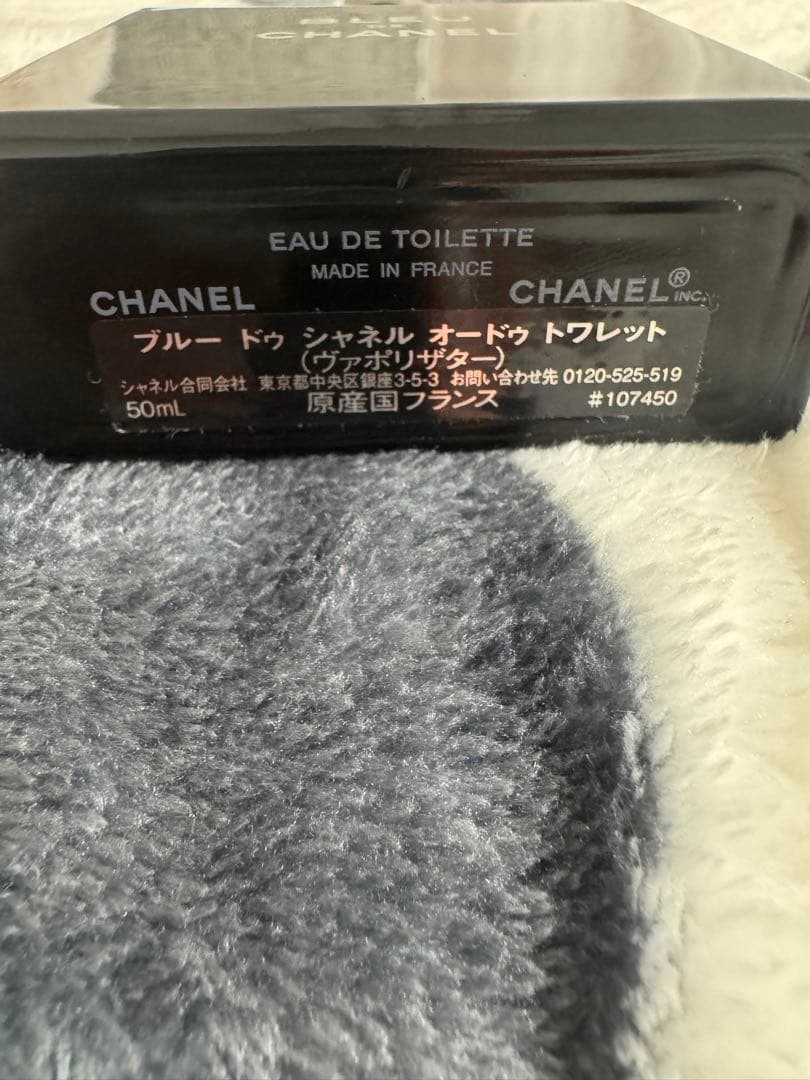 BLEU
CHANEL
EAU DE TOILETTE
MADE IN FRANCE
CHANEL
CHANEL® INC.
ブルー ドゥ シャネル オードゥ トワレット
(ヴァポリザター)
シャネル合同会社 東京都中央区銀座3-5-3 お問い合わせ先 0120-525-519
50mL 原産国フランス #107450